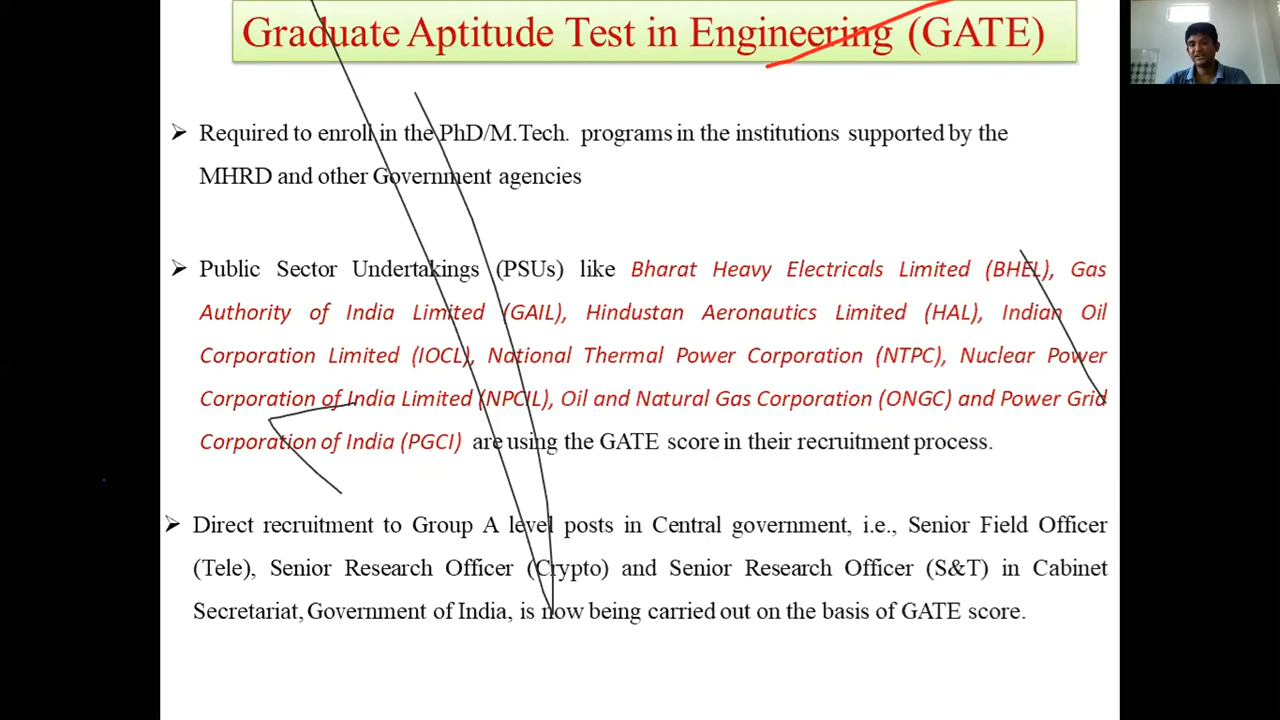 Graduate Aptitude Test in Engineering (GATE)
➢ Required to enroll in the PhD/M.Tech. programs in the institutions supported by the
MHRD and other Government agencies
➢ Public Sector Undertakings (PSUs) like Bharat Heavy Electricals Limited (BHEL), Gas
Authority of India Limited (GAIL), Hindustan Aeronautics Limited (HAL), Indian Oil
Corporation Limited (IOCL), National Thermal Power Corporation (NTPC), Nuclear Power
Corporation of India Limited (NPCIL), Oil and Natural Gas Corporation (ONGC) and Power Grid
Corporation of India (PGCI) are using the GATE score in their recruitment process.
➢ Direct recruitment to Group A level posts in Central government, i.e., Senior Field Officer
(Tele), Senior Research Officer (Crypto) and Senior Research Officer (S&T) in Cabinet
Secretariat, Government of India, is now being carried out on the basis of GATE score.